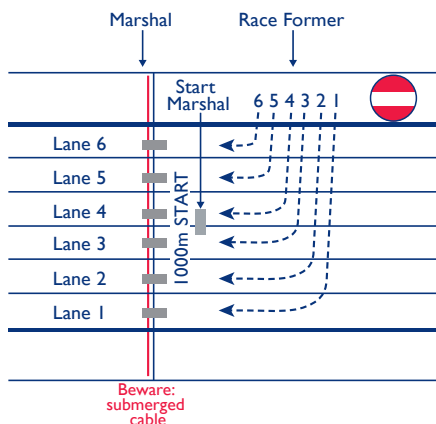 Marshal
Race Former
Start
Marshal
6 5 4 3 2 1
Lane 6
Lane 5
Lane 4
Lane 3
Lane 2
Lane 1
1000m START
Beware:
submerged
cable